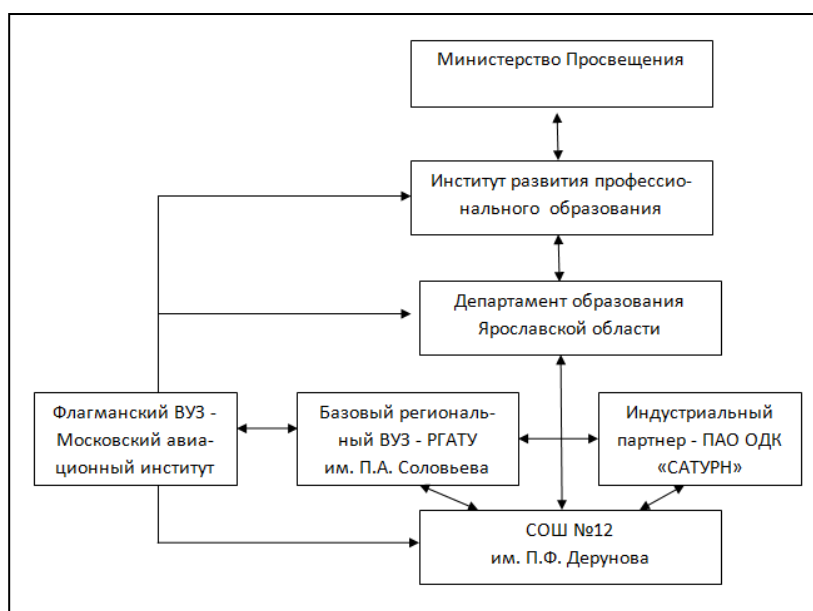 Министерство Просвещения
Институт развития профессио-
нального образования
Департамент образования
Ярославской области
Флагманский ВУЗ -
Московский авиа-
ционный институт
Базовый региональ-
ный ВУЗ - РГАТУ
им. П.А. Соловьева
Индустриальный
партнер - ПАО ОДК
«САТУРН»
СОШ №12
им. П.Ф. Дерунова